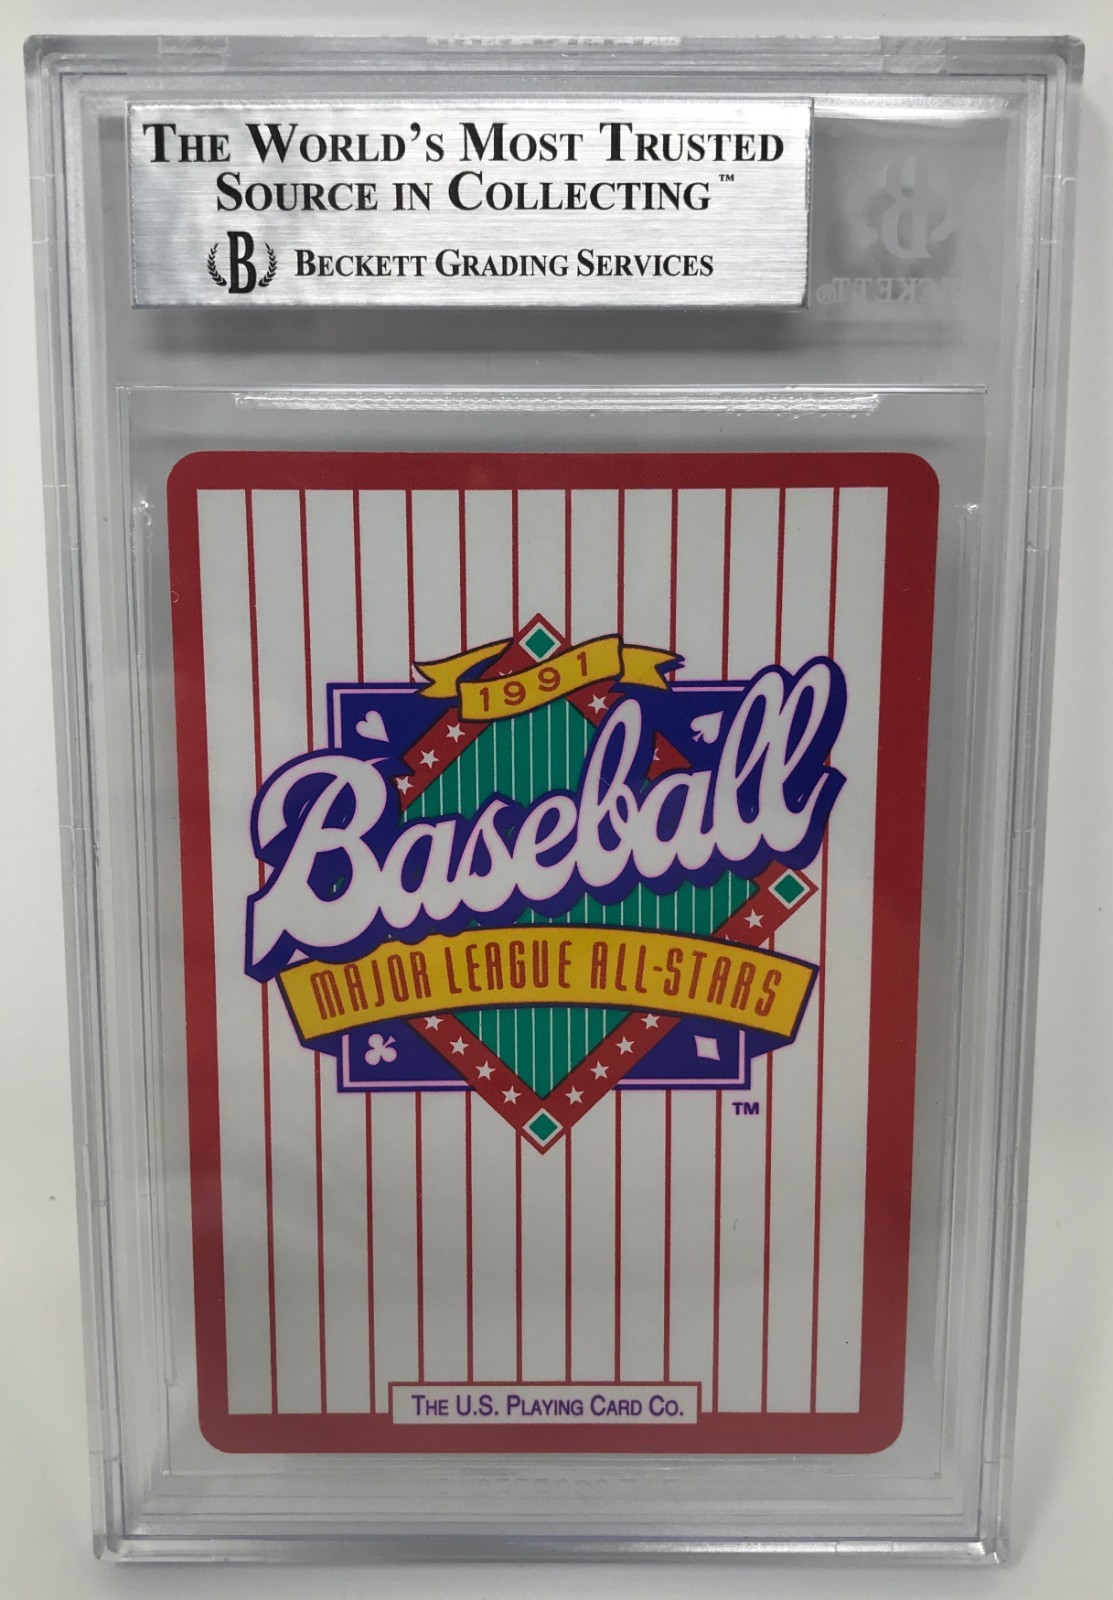 THE WORLD'S MOST TRUSTED
SOURCE IN COLLECTING™
B BECKETT GRADING SERVICES
1991
Baseball
MAJOR LEAGUE ALL-STARS
TM
THE U.S. PLAYING CARD CO.